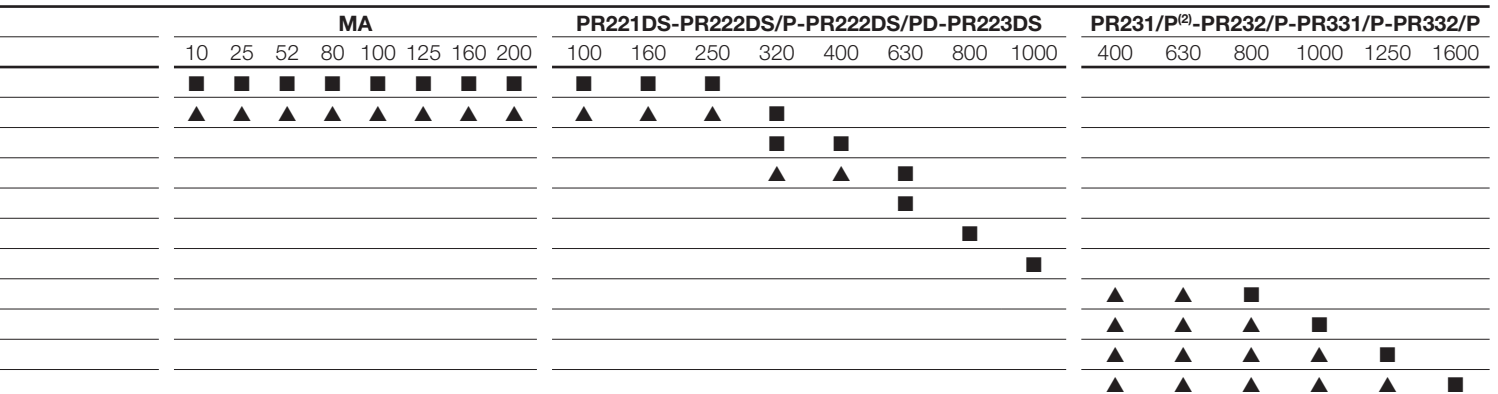 MA PR221DS-PR222DS/P-PR222DS/PD-PR223DS PR231/P(2)-PR232/P-PR331/P-PR332/P
10 25 52 80 100 125 160 200 100 160 250 320 400 630 800 1000 400 630 800 1000 1250 1600
■ ■ ■ ■ ■ ■ ■ ■ ■ ■ ■
▲ ▲ ▲ ▲ ▲ ▲ ▲ ▲ ▲ ▲ ▲ ■
■ ■
▲ ▲ ■
■
■
■
▲ ▲ ■
▲ ▲ ▲ ■
▲ ▲ ▲ ▲ ■
▲ ▲ ▲ ▲ ▲ ■